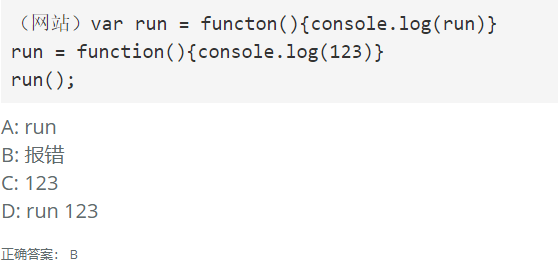 （网站）var run = functon(){console.log(run)}
run = function(){console.log(123)}
run();
A: run
B: 报错
C: 123
D: run 123
正确答案： B